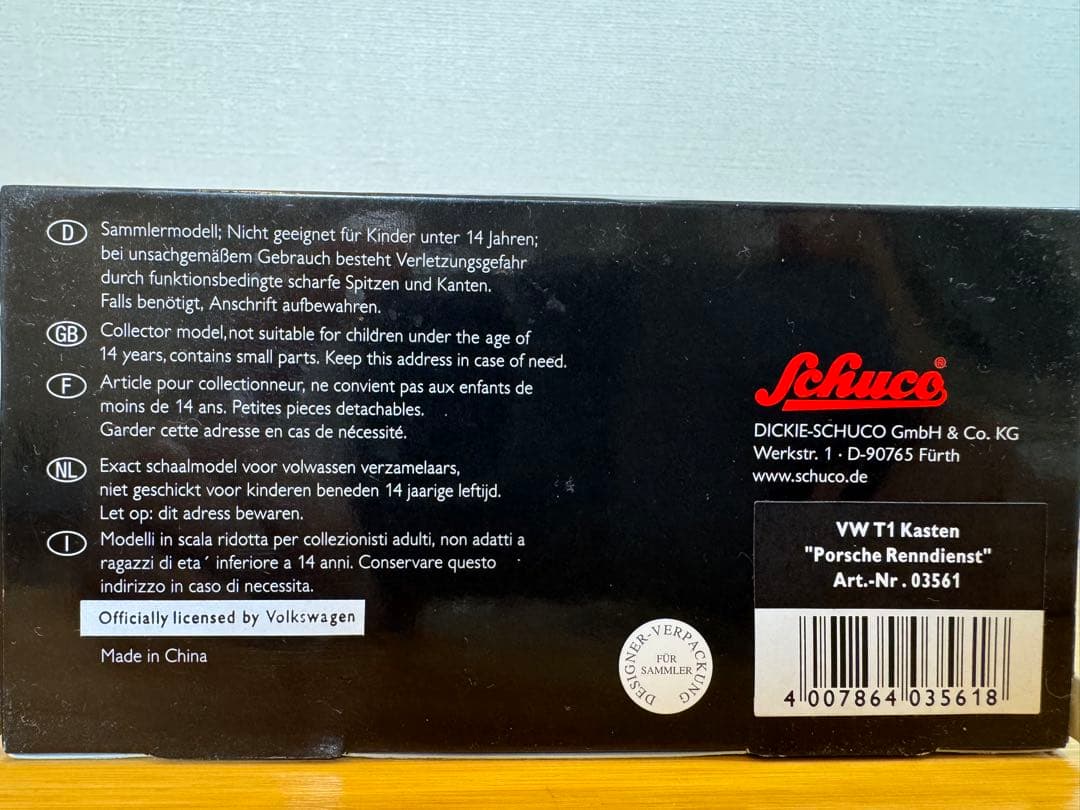 D
Sammlermodell; Nicht geeignet für Kinder unter 14 Jahren;
bei unsachgemäßem Gebrauch besteht Verletzungsgefahr
durch funktionsbedingte scharfe Spitzen und Kanten.
Falls benötigt, Anschrift aufbewahren.
GB
Collector model, not suitable for children under the age of
14 years, contains small parts. Keep this address in case of need.
F
Article pour collectionneur, ne convient pas aux enfants de
moins de 14 ans. Petites pieces detachables.
Garder cette adresse en cas de nécessité.
NL
Exact schaalmodel voor volwassen verzamelaars,
niet geschickt voor kinderen beneden 14 jaarige leftijd.
Let op: dit adress bewaren.
I
Modelli in scala ridotta per collezionisti adulti, non adatti a
ragazzi di eta´ inferiore a 14 anni. Conservare questo
indirizzo in caso di necessita.
Officially licensed by Volkswagen
Made in China
DESIGNER-VERPACKUNG
FÜR
SAMMLER
Schuco®
DICKIE-SCHUCO GmbH & Co. KG
Werkstr. 1 · D-90765 Fürth
www.schuco.de
VW T1 Kasten
"Porsche Renndienst"
Art.-Nr. 03561
4 007864 035618